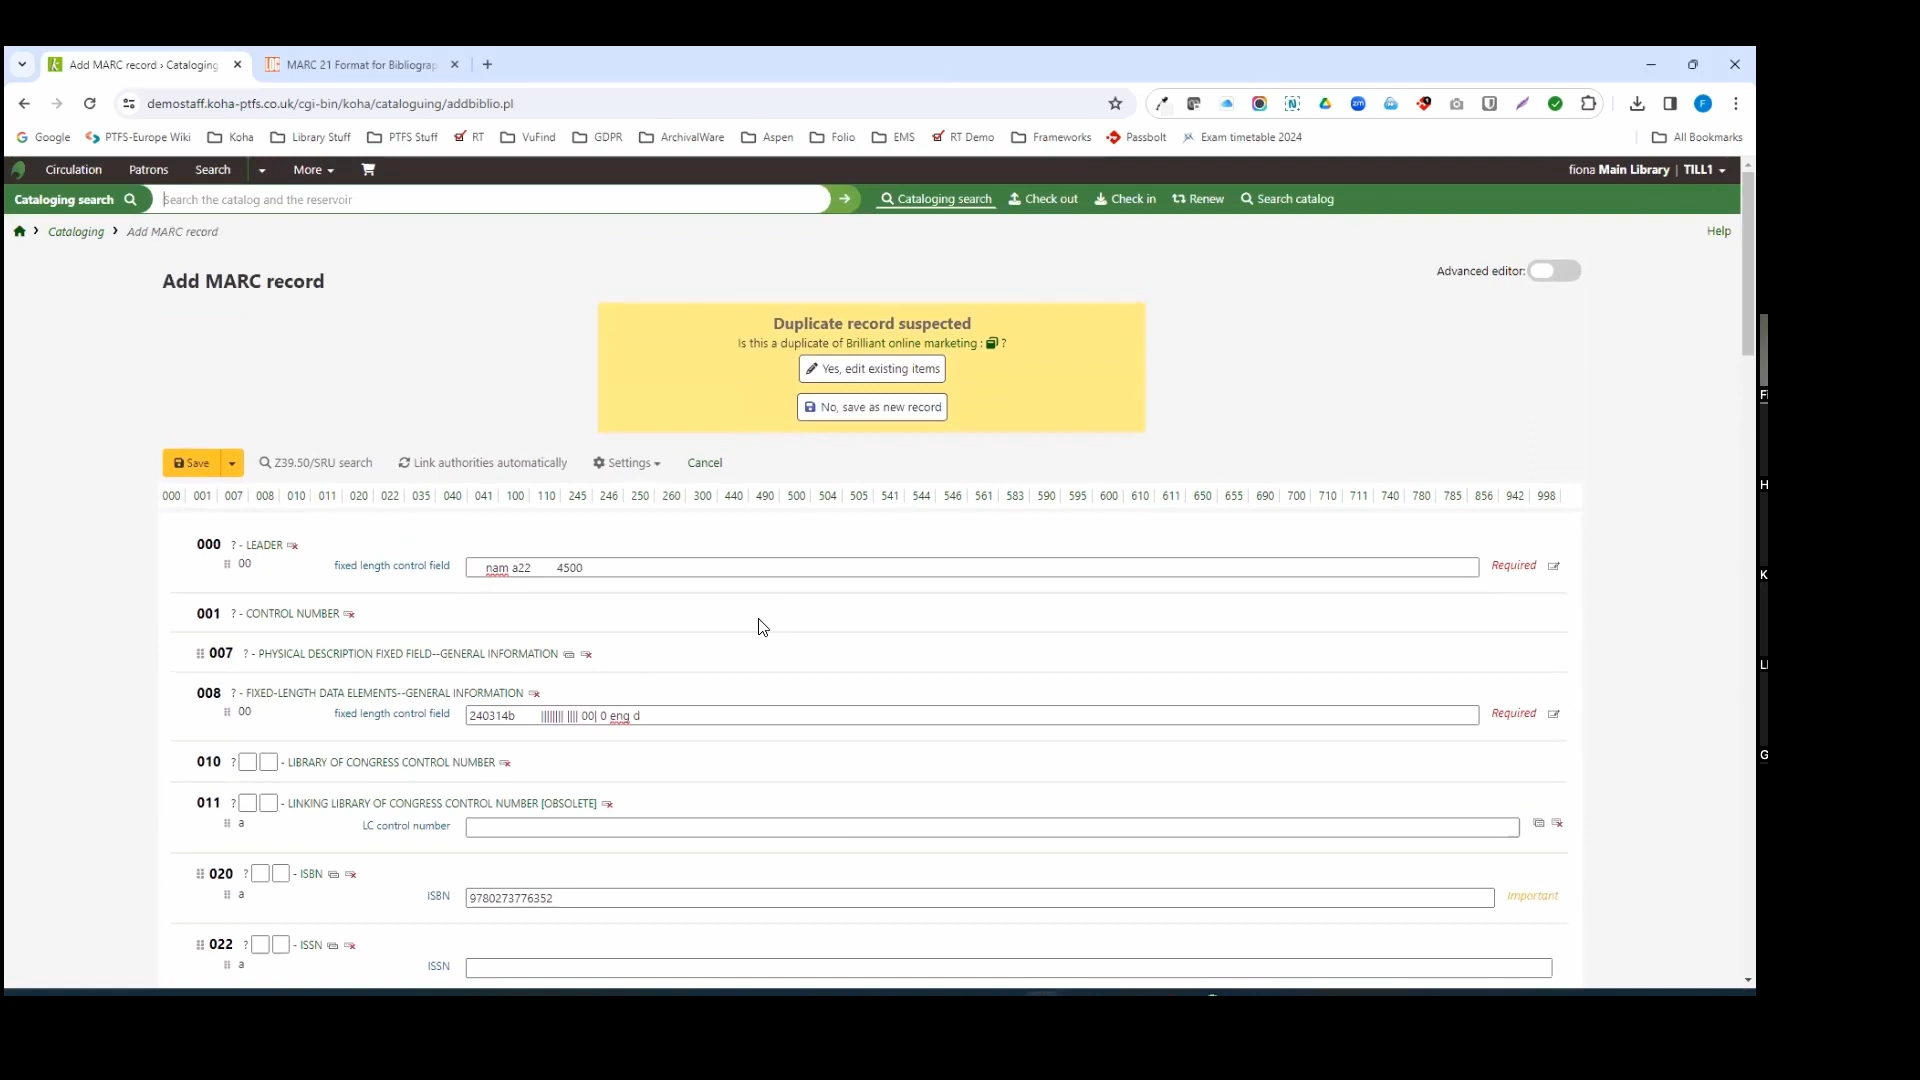 Add MARC record › Cataloging
MARC 21 Format for Bibliograp
demostaff.koha-ptfs.co.uk/cgi-bin/koha/cataloguing/addbiblio.pl
Google PTFS-Europe Wiki Koha Library Stuff PTFS Stuff RT VuFind GDPR ArchivalWare Aspen Folio EMS RT Demo Frameworks Passbolt Exam timetable 2024 All Bookmarks
Circulation Patrons Search More fiona Main Library | TILL1
Cataloging search Search the catalog and the reservoir Cataloging search Check out Check in Renew Search catalog
Cataloging Add MARC record Help
Add MARC record
Advanced editor:
Duplicate record suspected
Is this a duplicate of Brilliant online marketing : ?
Yes, edit existing items
No, save as new record
Save Z39.50/SRU search Link authorities automatically Settings Cancel
000 001 007 008 010 011 020 022 035 040 041 100 110 245 246 250 260 300 440 490 500 504 505 541 544 546 561 583 590 595 600 610 611 650 655 690 700 710 711 740 780 785 856 942 998
000 ? - LEADER
00 fixed length control field nam a22 4500 Required
001 ? - CONTROL NUMBER
007 ? - PHYSICAL DESCRIPTION FIXED FIELD--GENERAL INFORMATION
008 ? - FIXED-LENGTH DATA ELEMENTS--GENERAL INFORMATION
00 fixed length control field 240314b |||||||| |||| 00| 0 eng d Required
010 ? - LIBRARY OF CONGRESS CONTROL NUMBER
011 ? - LINKING LIBRARY OF CONGRESS CONTROL NUMBER [OBSOLETE]
a LC control number
020 ? - ISBN
a ISBN 9780273776352 Important
022 ? - ISSN
a ISSN